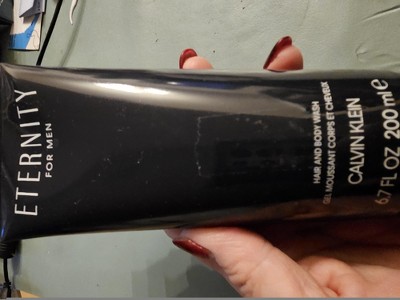 ETERNITY
FOR MEN
HAIR AND BODY WASH
GEL MOUSSANT CORPS ET CHEVEUX
CALVIN KLEIN
6.7 FL OZ 200 ml e